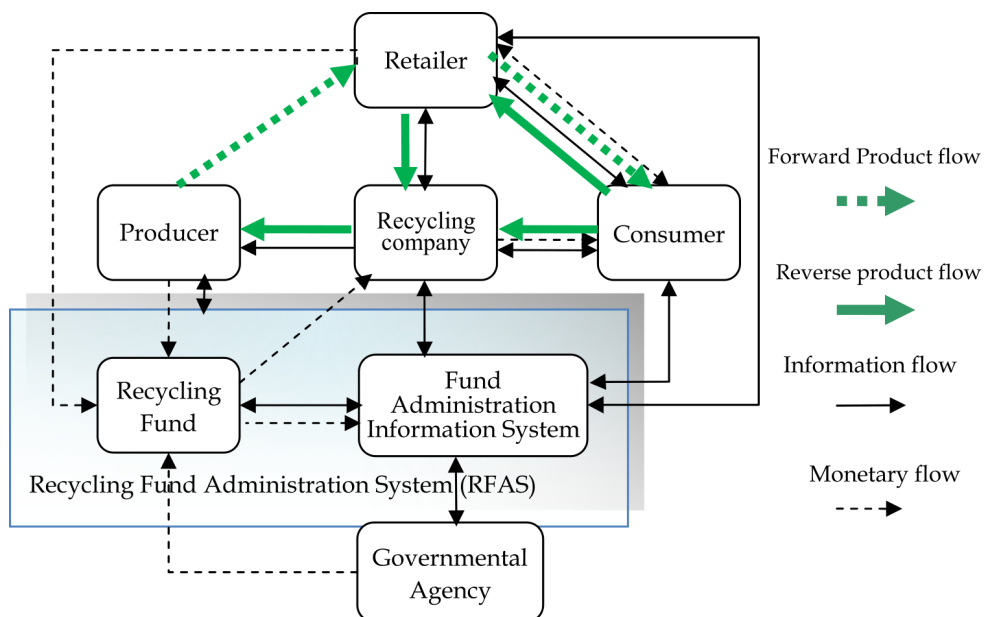 Retailer
Forward Product flow
Producer
Recycling
company
Consumer
Reverse product flow
Recycling
Fund
Fund
Administration
Information System
Information flow
Recycling Fund Administration System (RFAS)
Monetary flow
Governmental
Agency